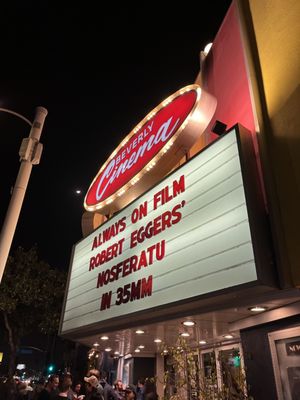 BEVERLY
Cinema
ALWAYS ON FILM
ROBERT EGGERS'
NOSFERATU
IN 35MM